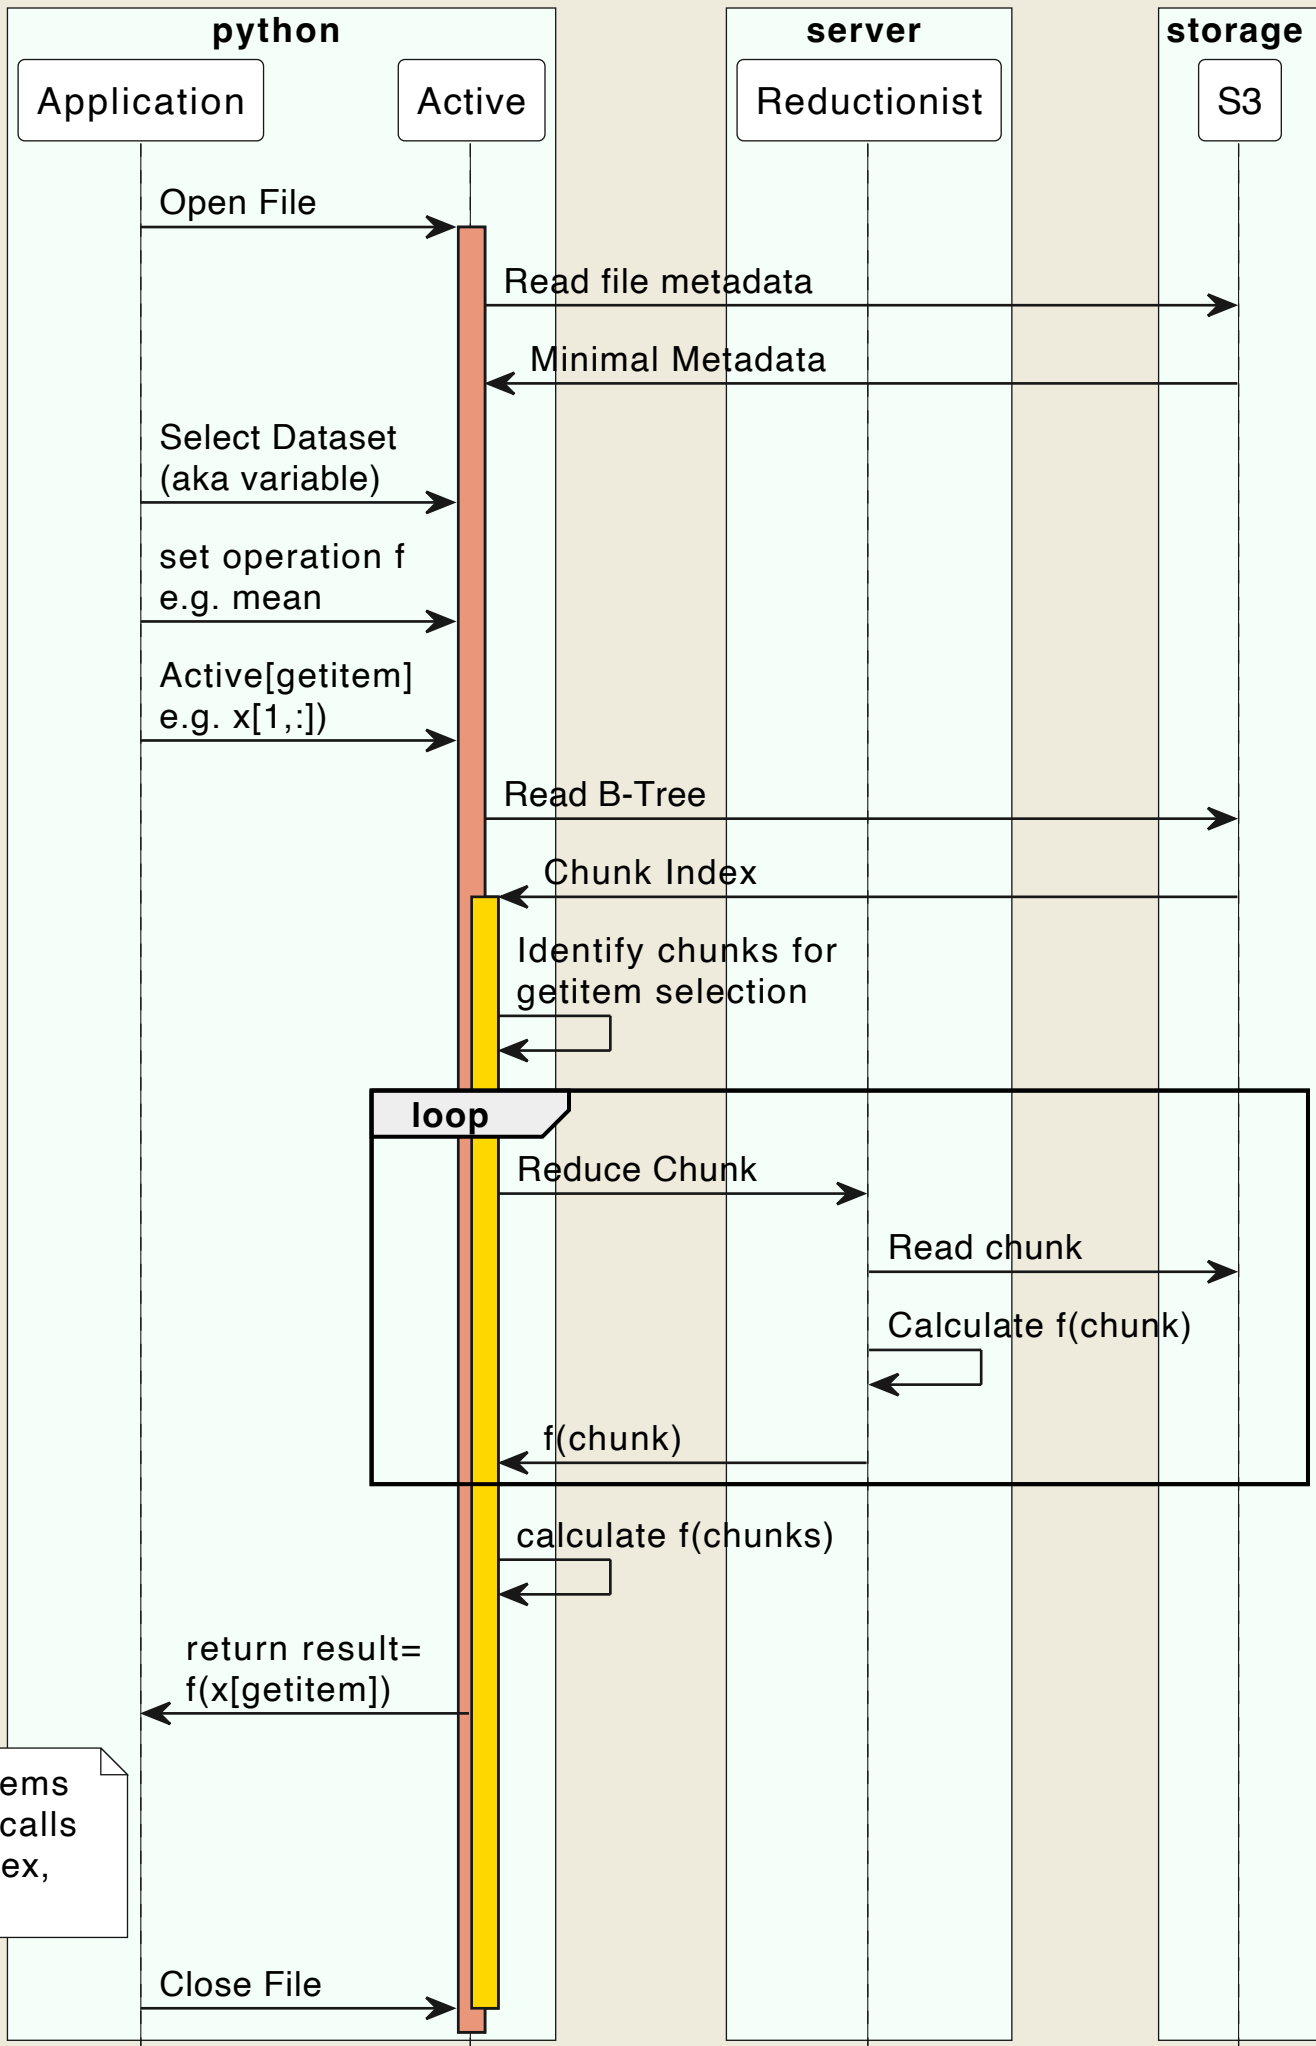 python
server
storage
Application
Active
Reductionist
S3
Open File
Read file metadata
Minimal Metadata
Select Dataset
(aka variable)
set operation f
e.g. mean
Active[getitem]
e.g. x[1,:])
Read B-Tree
Chunk Index
Identify chunks for
getitem selection
loop
Reduce Chunk
Read chunk
Calculate f(chunk)
f(chunk)
calculate f(chunks)
return result=
f(x[getitem])
ems
calls
ex,
Close File